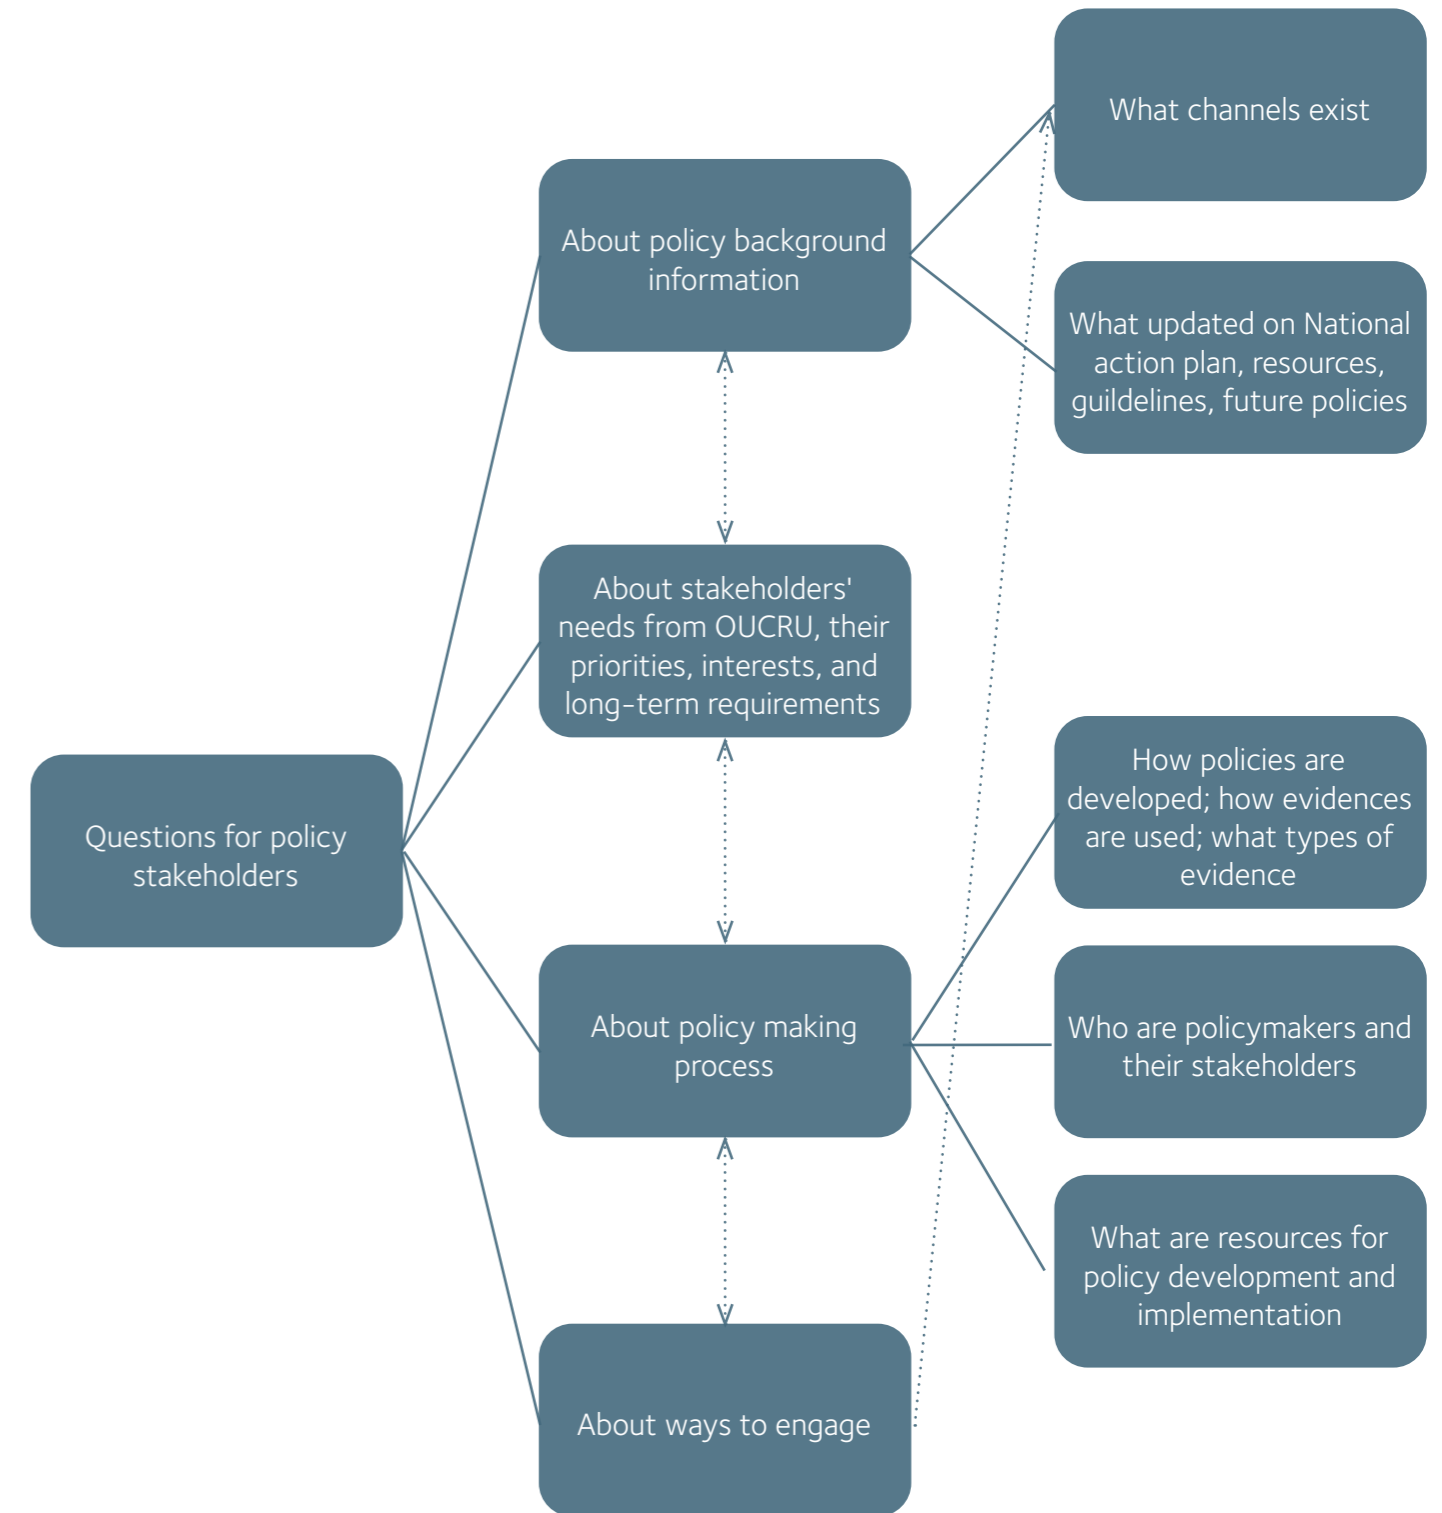 What channels exist
About policy background
information
What updated on National
action plan, resources,
guildelines, future policies
About stakeholders'
needs from OUCRU, their
priorities, interests, and
long-term requirements
How policies are
developed; how evidences
are used; what types of
evidence
Questions for policy
stakeholders
About policy making
process
Who are policymakers and
their stakeholders
What are resources for
policy development and
implementation
About ways to engage